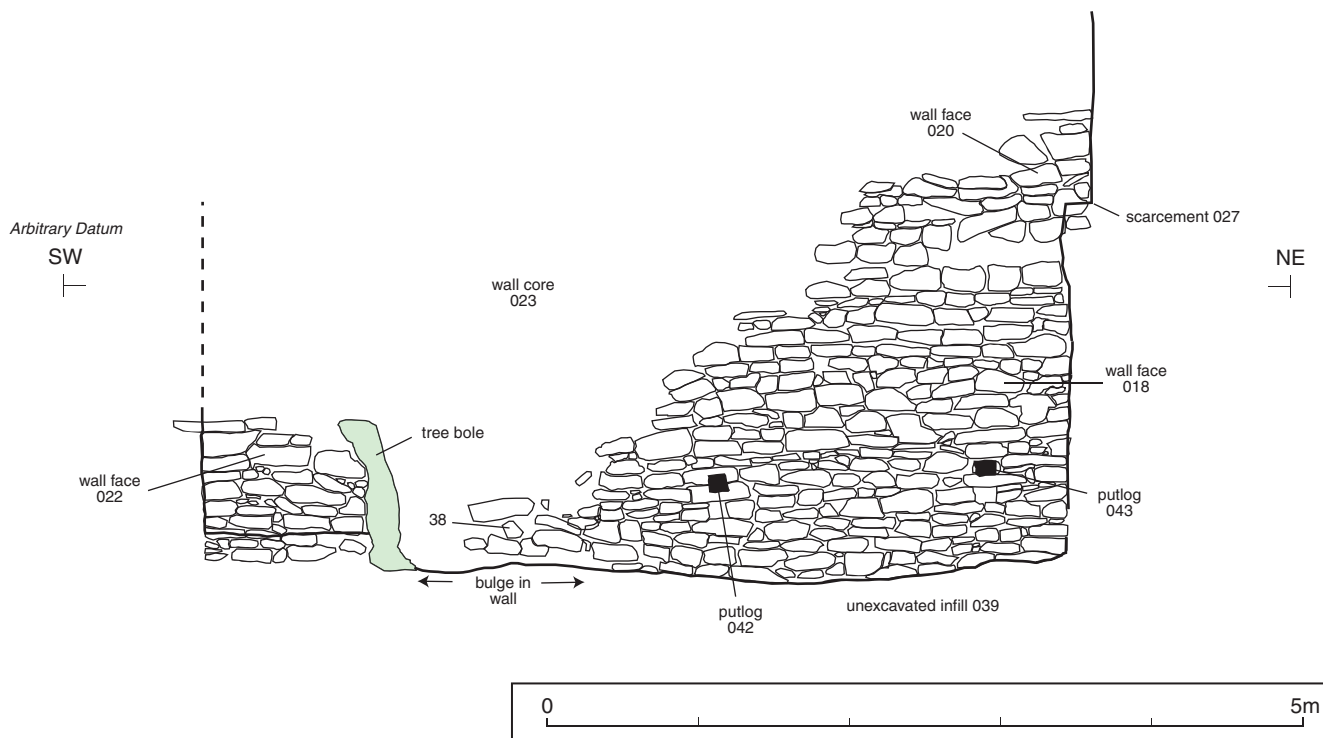 wall face
020
scarcement 027
Arbitrary Datum
SW
NE
wall core
023
wall face
018
tree bole
wall face
022
putlog
043
38
bulge in
wall
putlog
042
unexcavated infill 039
0
5m